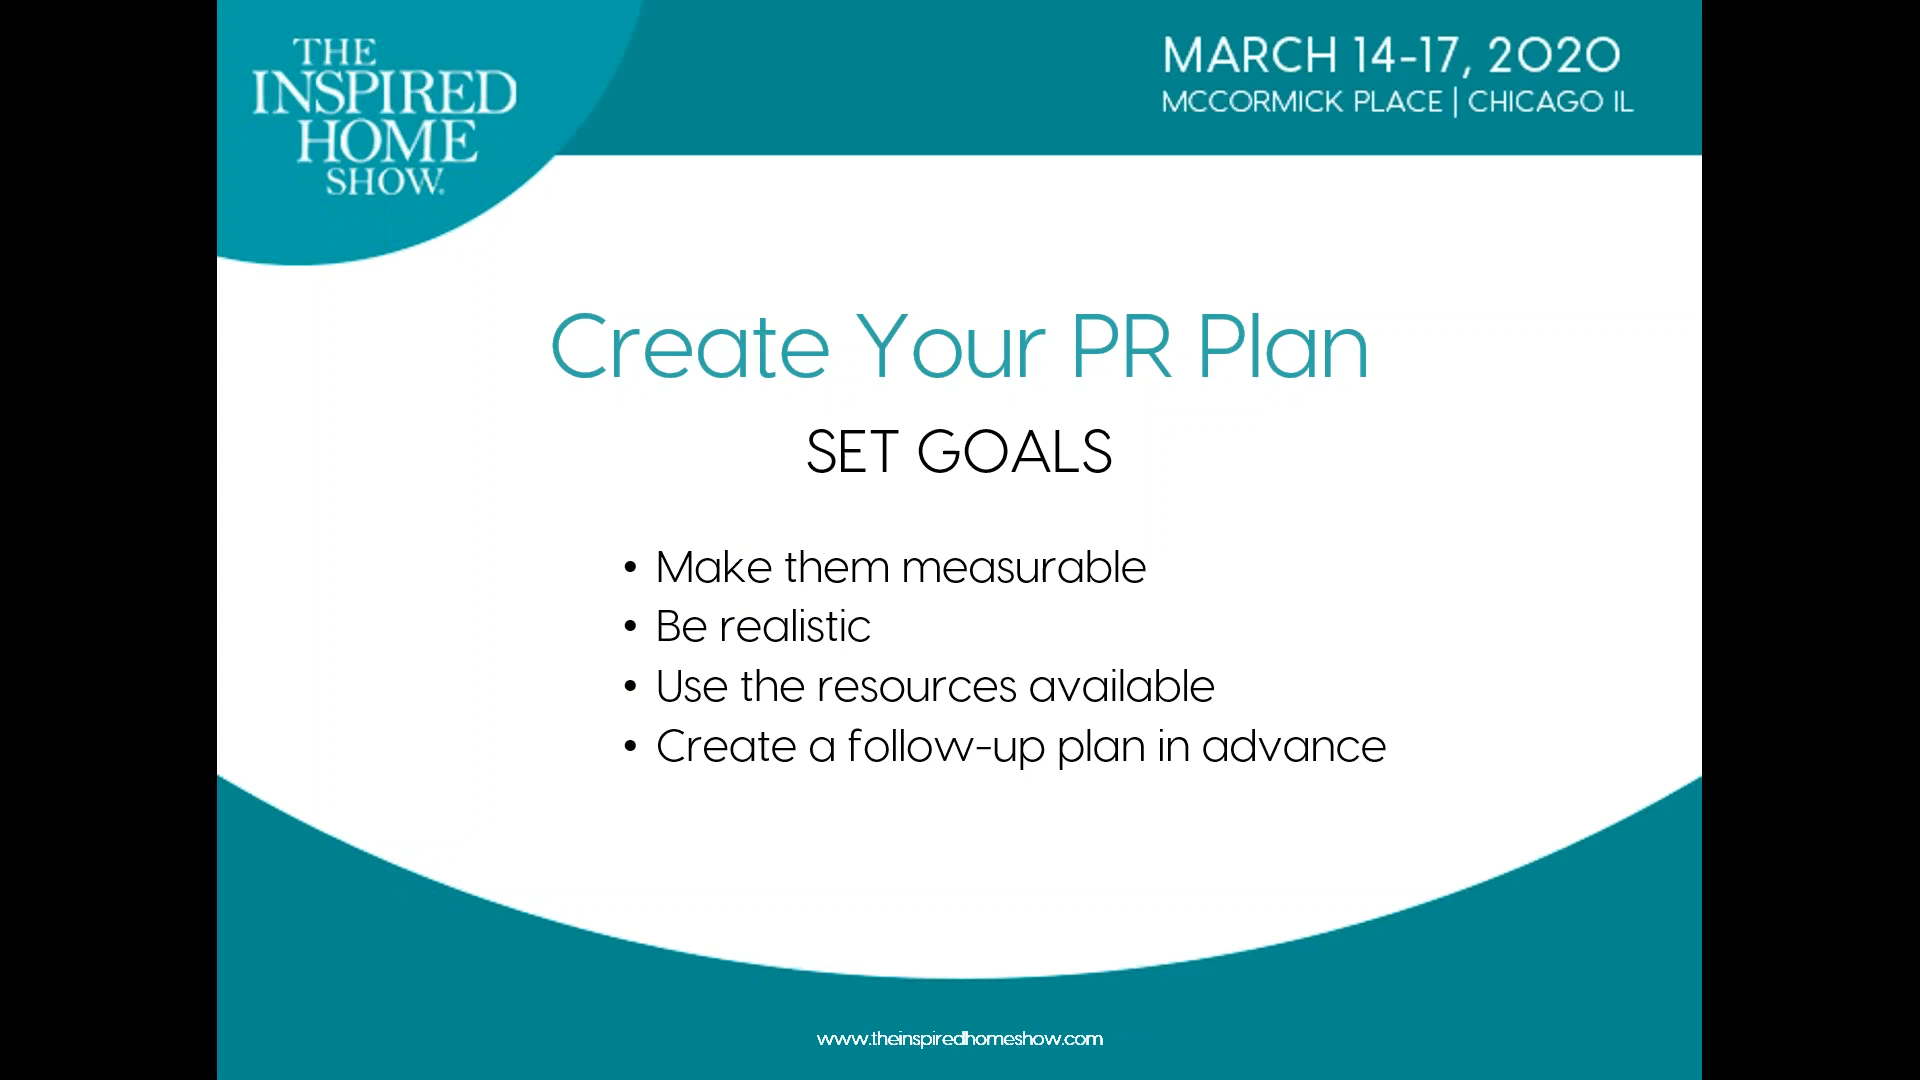 THE
INSPIRED
HOME
SHOW.
MARCH 14-17, 2020
MCCORMICK PLACE | CHICAGO IL
Create Your PR Plan
SET GOALS
• Make them measurable
• Be realistic
• Use the resources available
• Create a follow-up plan in advance
www.theinspiredhomeshow.com